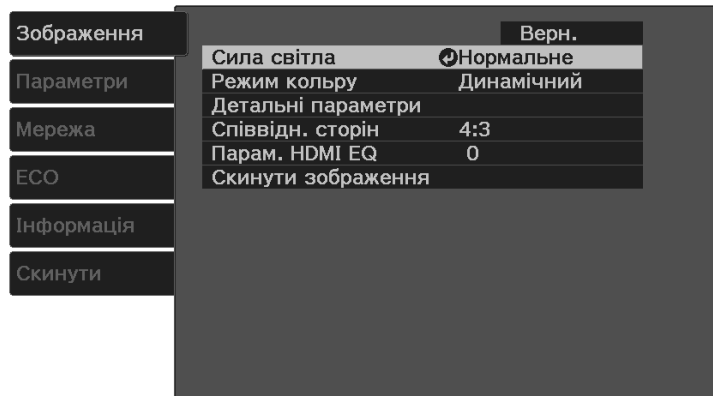 Зображення
Параметри
Мережа
ECO
Інформація
Скинути
Верн.
Сила світла Нормальне
Режим кольру Динамічний
Детальні параметри
Співвідн. сторін 4:3
Парам. HDMI EQ 0
Скинути зображення